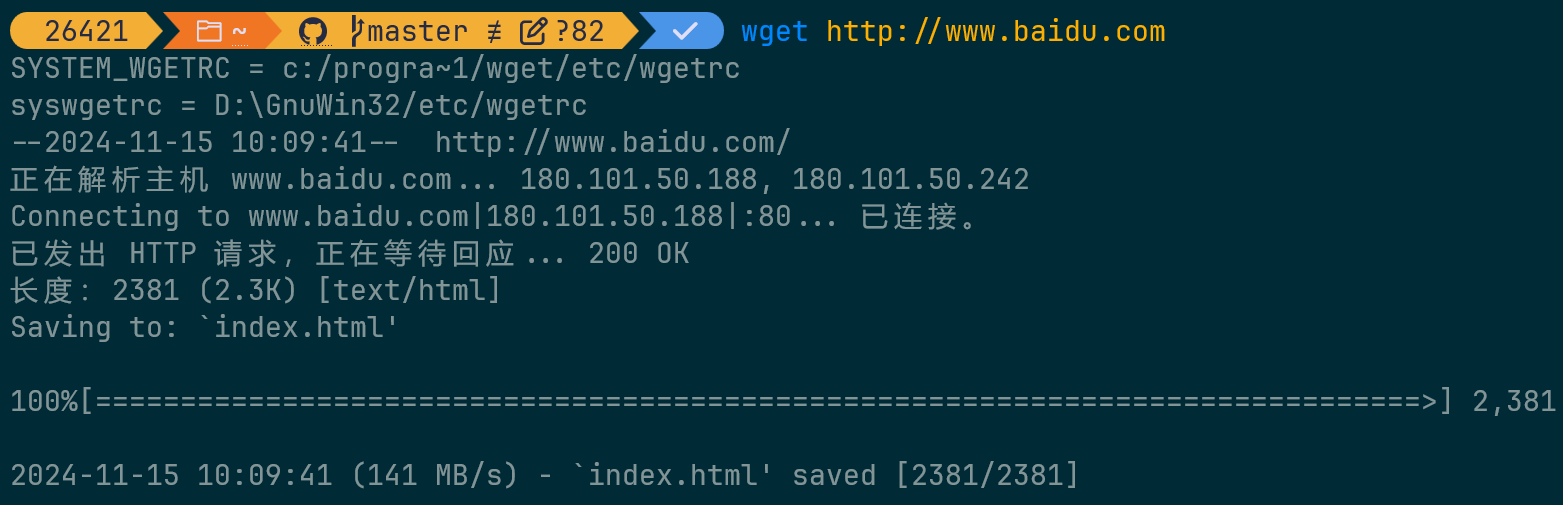 26421 ~ master ≢ ?82 wget http://www.baidu.com
SYSTEM_WGETRC = c:/progra~1/wget/etc/wgetrc
syswgetrc = D:\GnuWin32/etc/wgetrc
--2024-11-15 10:09:41--  http://www.baidu.com/
正在解析主机 www.baidu.com... 180.101.50.188, 180.101.50.242
Connecting to www.baidu.com|180.101.50.188|:80... 已连接。
已发出 HTTP 请求，正在等待回应... 200 OK
长度：2381 (2.3K) [text/html]
Saving to: `index.html'
100%[==============================================================================>] 2,381
2024-11-15 10:09:41 (141 MB/s) - `index.html' saved [2381/2381]